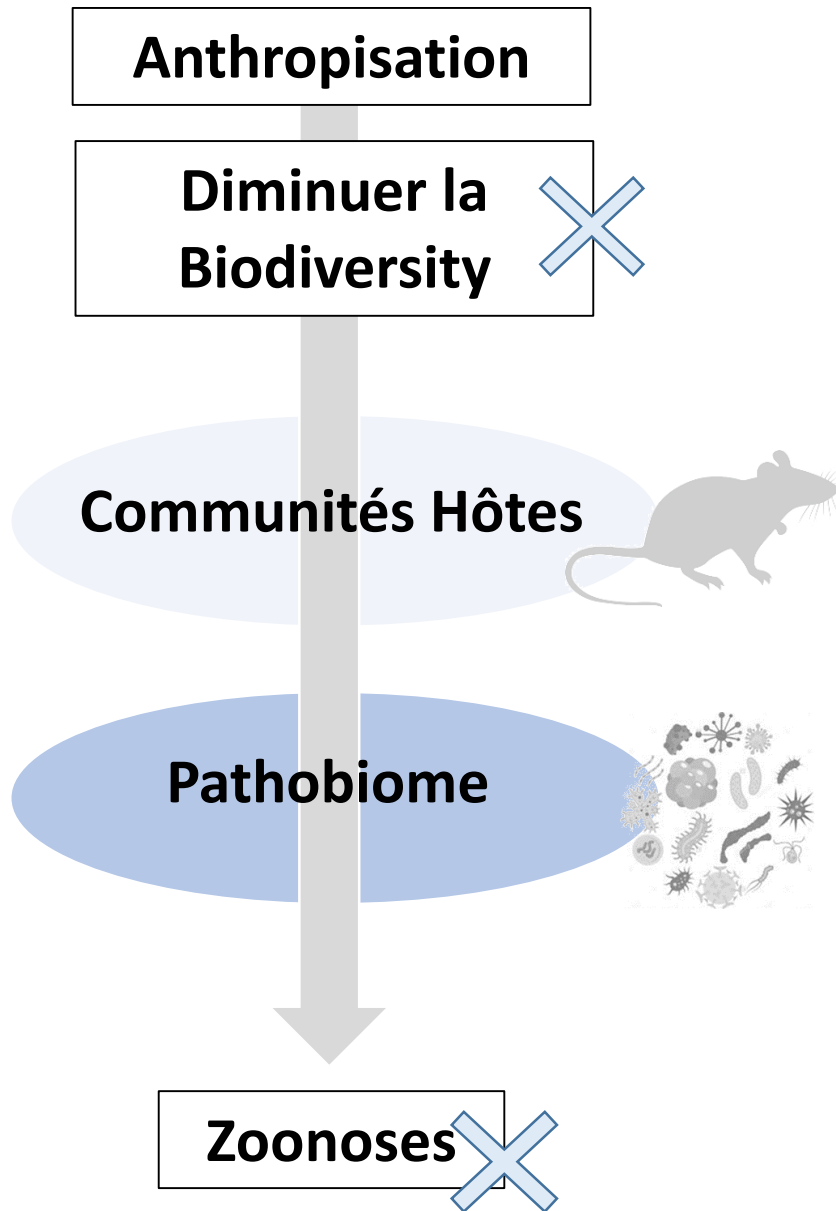 Anthropisation
Diminuer la
Biodiversity
Communités Hôtes
Pathobiome
Zoonoses